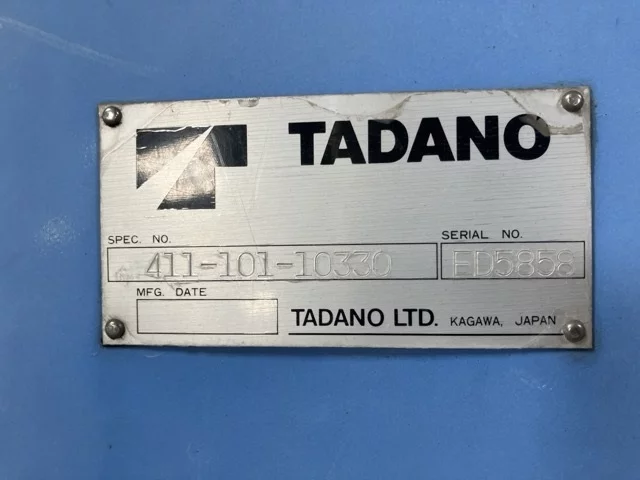 TADANO
SPEC. NO.
411-101-10330
SERIAL NO.
ED5858
MFG. DATE
TADANO LTD. KAGAWA, JAPAN